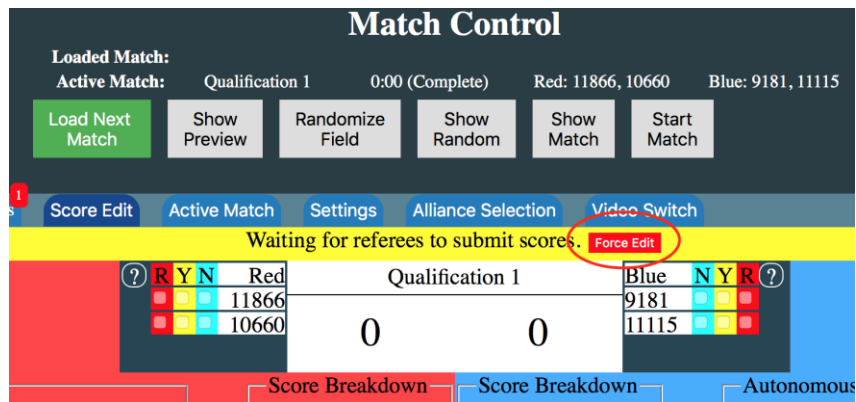 Match Control
Loaded Match:
Active Match: Qualification 1 0:00 (Complete) Red: 11866, 10660 Blue: 9181, 11115
Load Next Match Show Preview Randomize Field Show Random Show Match Start Match
1
s Score Edit Active Match Settings Alliance Selection Video Switch
Waiting for referees to submit scores. Force Edit
? R Y N Red Qualification 1 Blue N Y R ?
11866 9181
10660 0 0 11115
Score Breakdown Score Breakdown Autonomous